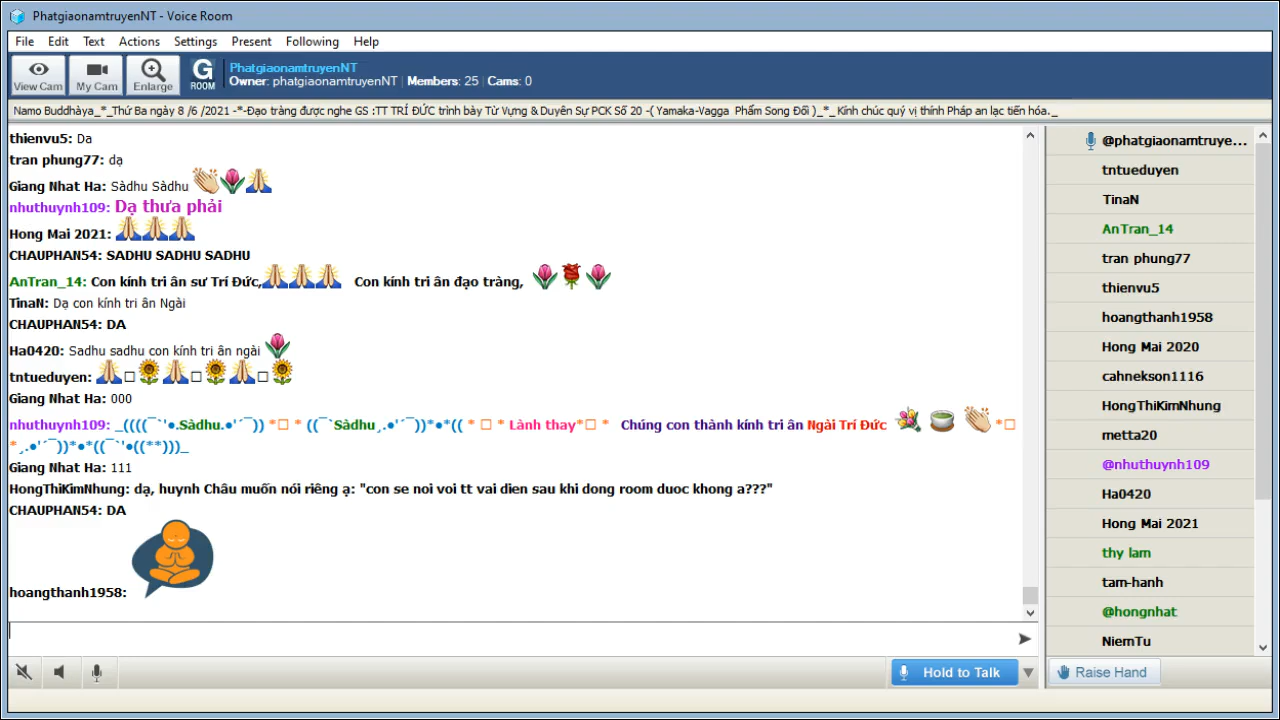 PhatgiaonamtruyenNT - Voice Room
File Edit Text Actions Settings Present Following Help
View Cam My Cam Enlarge G ROOM
PhatgiaonamtruyenNT
Owner: phatgiaonamtruyenNT Members: 25 Cams: 0
Namo Buddhàya_*_Thứ Ba ngày 8 /6 /2021 -*-Đạo tràng được nghe GS :TT TRÍ ĐỨC trình bày Từ Vựng & Duyên Sự PCK Số 20 -( Yamaka-Vagga Phẩm Song Đối )_*_ Kính chúc quý vị thính Pháp an lạc tiến hóa._
thienvu5: Da
tran phung77: dạ
Giang Nhat Ha: Sàdhu Sàdhu 👏🌷🙏
nhuthuynh109: Dạ thưa phải
Hong Mai 2021: 🙏🙏🙏
CHAUPHAN54: SADHU SADHU SADHU
AnTran_14: Con kính tri ân sư Trí Đức,🙏🙏🙏 Con kính tri ân đạo tràng, 🌷🌹🌷
TinaN: Dạ con kính tri ân Ngài
CHAUPHAN54: DA
Ha0420: Sadhu sadhu con kính tri ân ngài 🌷
tntueduyen: 🙏□🌻🙏□🌻🙏□🌻
Giang Nhat Ha: 000
nhuthuynh109: _((((¯`'●.Sàdhu.●'´¯)) *□ * ((¯`Sàdhu¸.●'´¯))*●*(( * □ * Lành thay*□ * Chúng con thành kính tri ân Ngài Trí Đức 💐🍵👏 *□
*¸.●'´¯))*●*((¯`'●((**)))_
Giang Nhat Ha: 111
HongThiKimNhung: dạ, huynh Châu muốn nói riêng ạ: "con se noi voi tt vai dien sau khi dong room duoc khong a???"
CHAUPHAN54: DA
hoangthanh1958:
Hold to Talk
@phatgiaonamtruye...
tntueduyen
TinaN
AnTran_14
tran phung77
thienvu5
hoangthanh1958
Hong Mai 2020
cahnekson1116
HongThiKimNhung
metta20
@nhuthuynh109
Ha0420
Hong Mai 2021
thy lam
tam-hanh
@hongnhat
NiemTu
Raise Hand